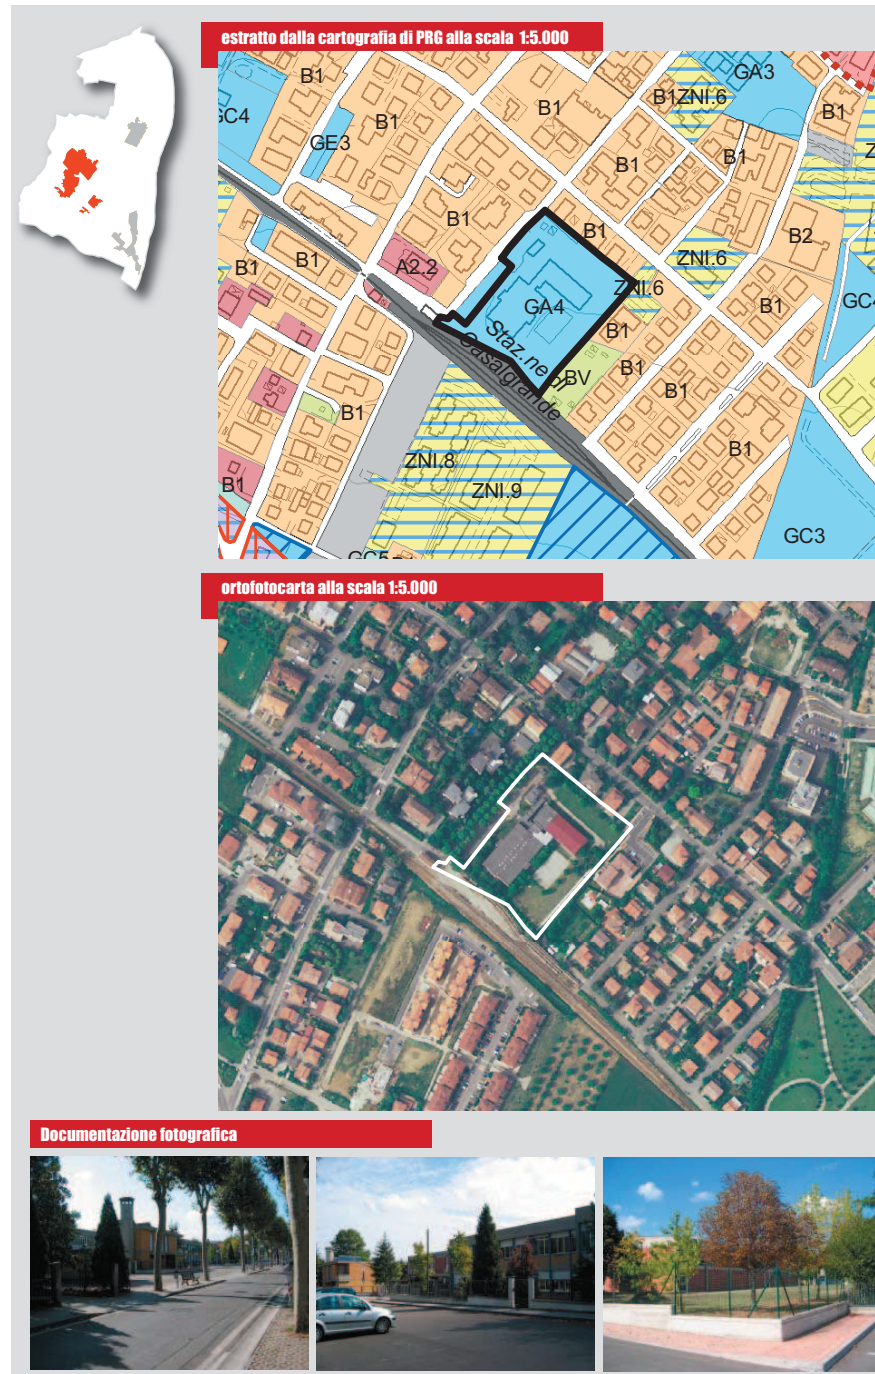 estratto dalla cartografia di PRG alla scala 1:5.000
GA3
B1
B1
ZNI.6
B1
GC4
B1
B1
GE3
B1
B1
B1
B1
B2
A2.2
B1
B1
ZNI.6
ZNI.6
B1
GA4
GC4
B1
Staz.ne di
Casalgrande
BV
B1
B1
B1
B1
ZNI.8
B1
ZNI.9
GC3
GC5
ortofotocarta alla scala 1:5.000
Documentazione fotografica